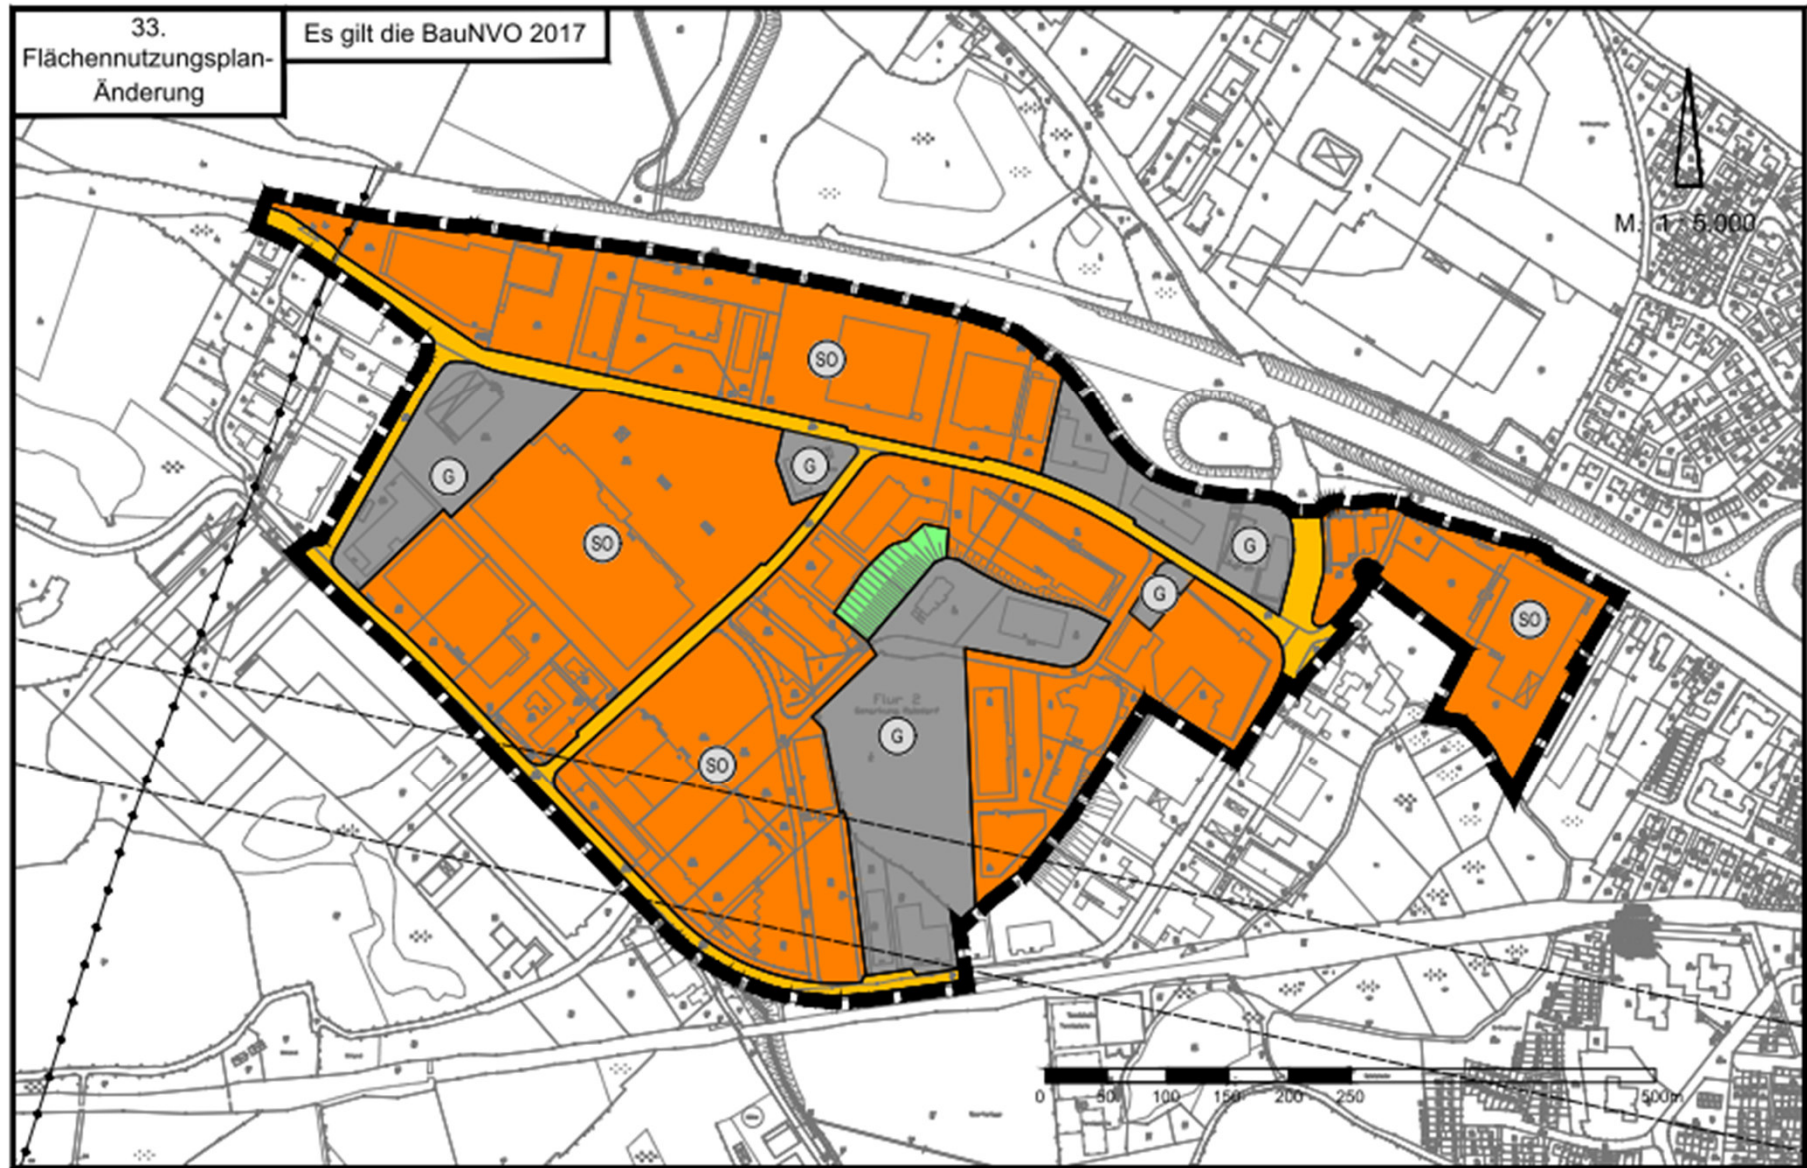 33.
Flächennutzungsplan-
Änderung
Es gilt die BauNVO 2017
M. 1 : 5.000
SO
G
G
SO
G
G
SO
SO
Flur 2
G
0 50 100 150 200 250 500m